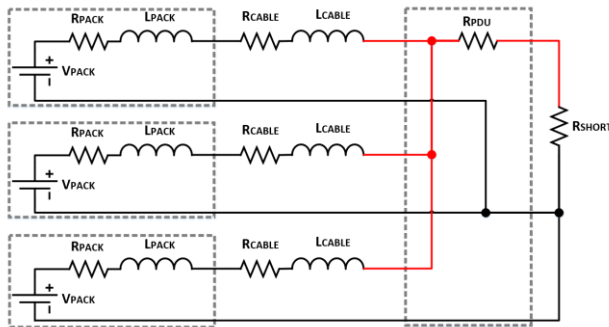 RPACK LPACK RCABLE LCABLE RPDU
+
VPACK
RSHORT
RPACK LPACK RCABLE LCABLE
+
VPACK
RPACK LPACK RCABLE LCABLE
+
VPACK